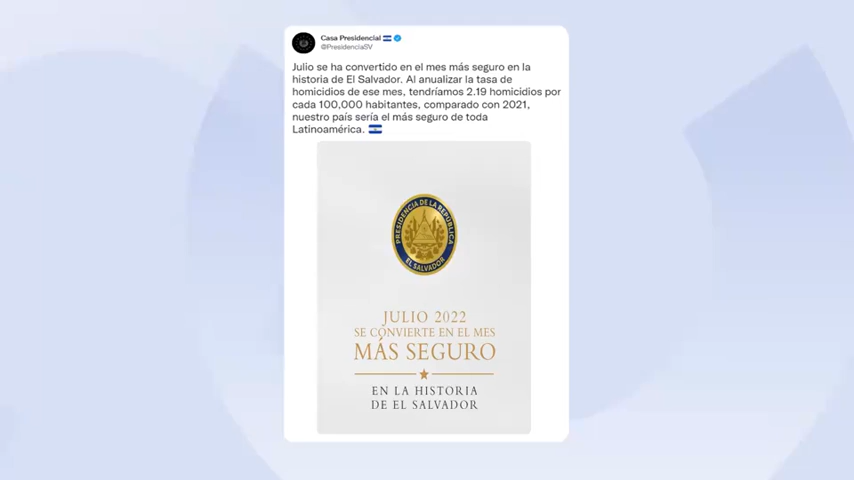 Casa Presidencial
@PresidenciaSV
Julio se ha convertido en el mes más seguro en la
historia de El Salvador. Al anualizar la tasa de
homicidios de ese mes, tendríamos 2.19 homicidios por
cada 100,000 habitantes, comparado con 2021,
nuestro país sería el más seguro de toda
Latinoamérica.
PRESIDENCIA DE LA REPÚBLICA
EL SALVADOR
JULIO 2022
SE CONVIERTE EN EL MES
MÁS SEGURO
EN LA HISTORIA
DE EL SALVADOR